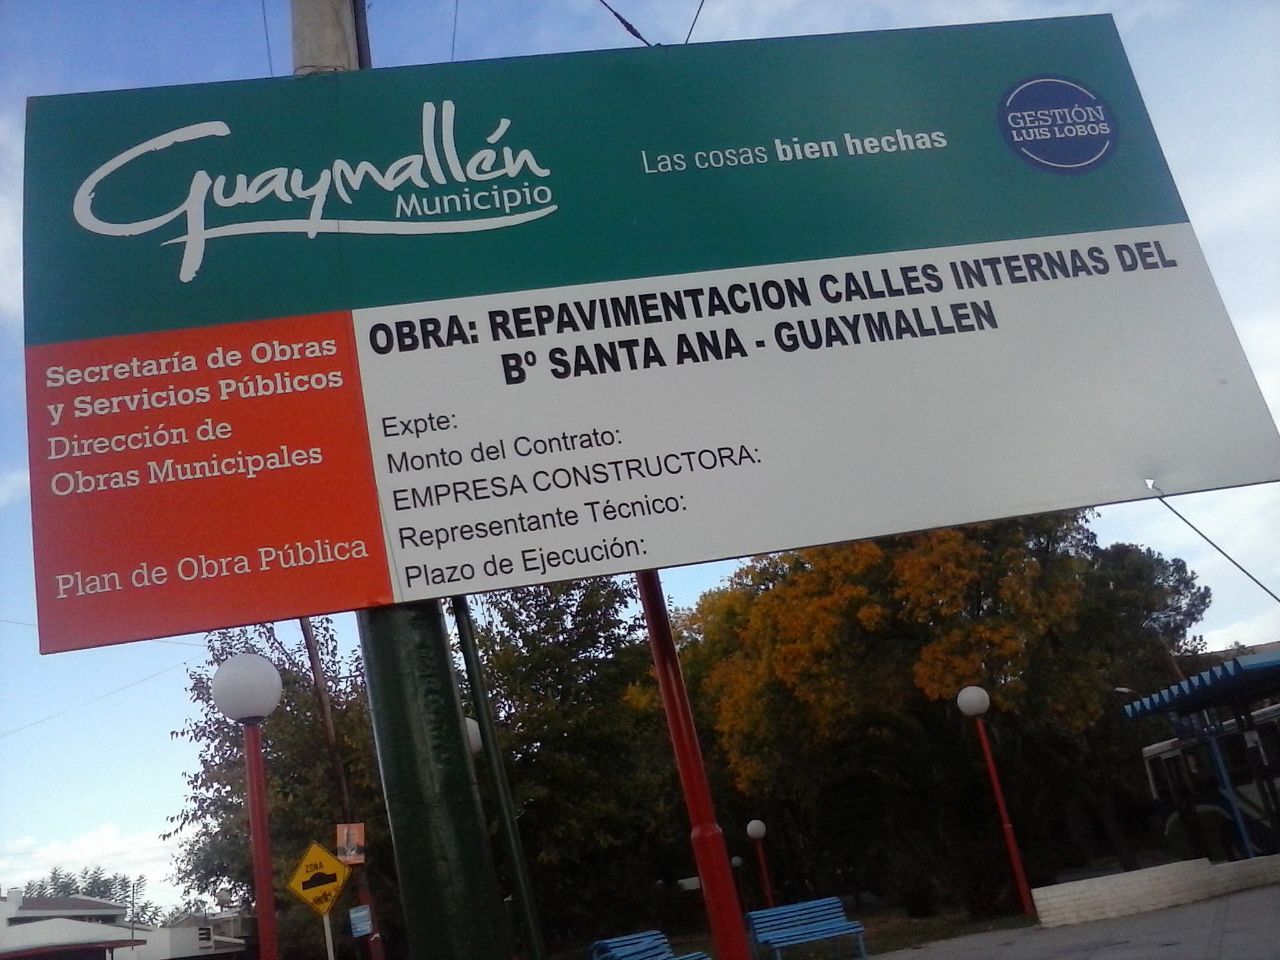 Guaymallén
Municipio
Las cosas bien hechas
GESTIÓN
LUIS LOBOS
Secretaría de Obras
y Servicios Públicos
Dirección de
Obras Municipales
Plan de Obra Pública
OBRA: REPAVIMENTACION CALLES INTERNAS DEL
Bº SANTA ANA - GUAYMALLEN
Expte:
Monto del Contrato:
EMPRESA CONSTRUCTORA:
Representante Técnico:
Plazo de Ejecución:
ZONA